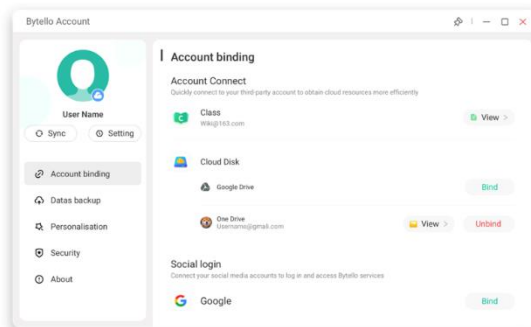 Bytello Account
User Name
Sync
Setting
Account binding
Datas backup
Personalisation
Security
About
Account binding
Account Connect
Quickly connect to your third-party account to obtain cloud resources more efficiently
Class
Wiki@163.com
View
Cloud Disk
Google Drive
Bind
One Drive
Username@gmail.com
View
Unbind
Social login
Connect your social media accounts to log in and access Bytello services
Google
Bind